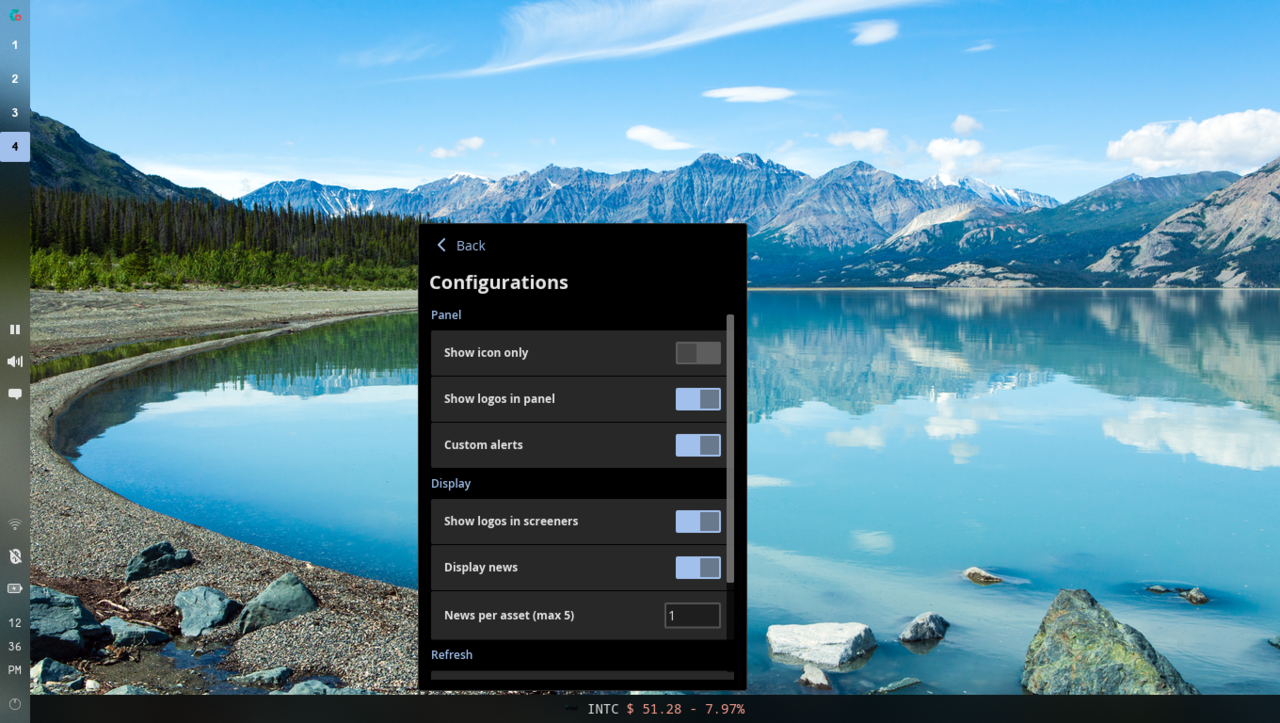 1
2
3
4
12
36
PM
Back
Configurations
Panel
Show icon only
Show logos in panel
Custom alerts
Display
Show logos in screeners
Display news
News per asset (max 5)
1
Refresh
INTC $ 51.28 - 7.97%